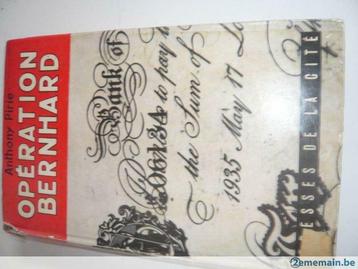 Anthony Pirie
OPÉRATION
BERNHARD
Bank of
to pay
the Sum of
1935 May 17 Lo
ESSES DE LA CITÉ
2ememain.be